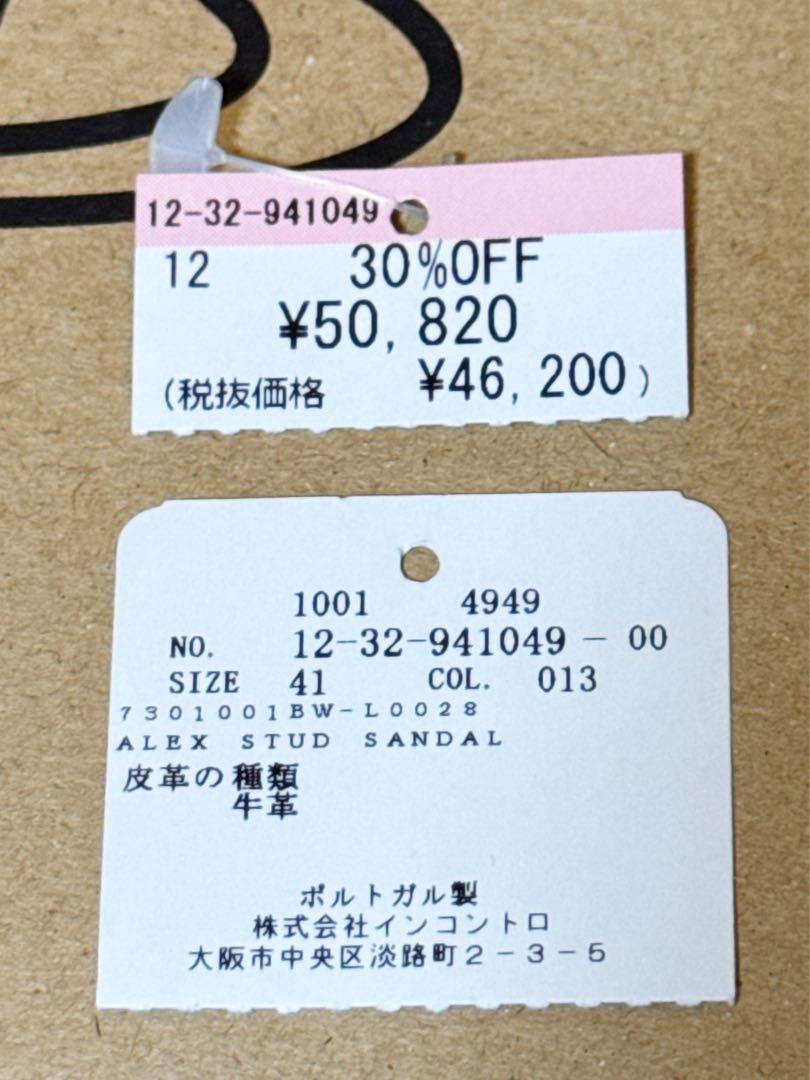 12-32-941049
12 30%OFF
¥50,820
(税抜価格 ¥46,200)
1001 4949
NO. 12-32-941049 - 00
SIZE 41 COL. 013
7301001BW-L0028
ALEX STUD SANDAL
皮革の種類
牛革
ポルトガル製
株式会社インコントロ
大阪市中央区淡路町2-3-5